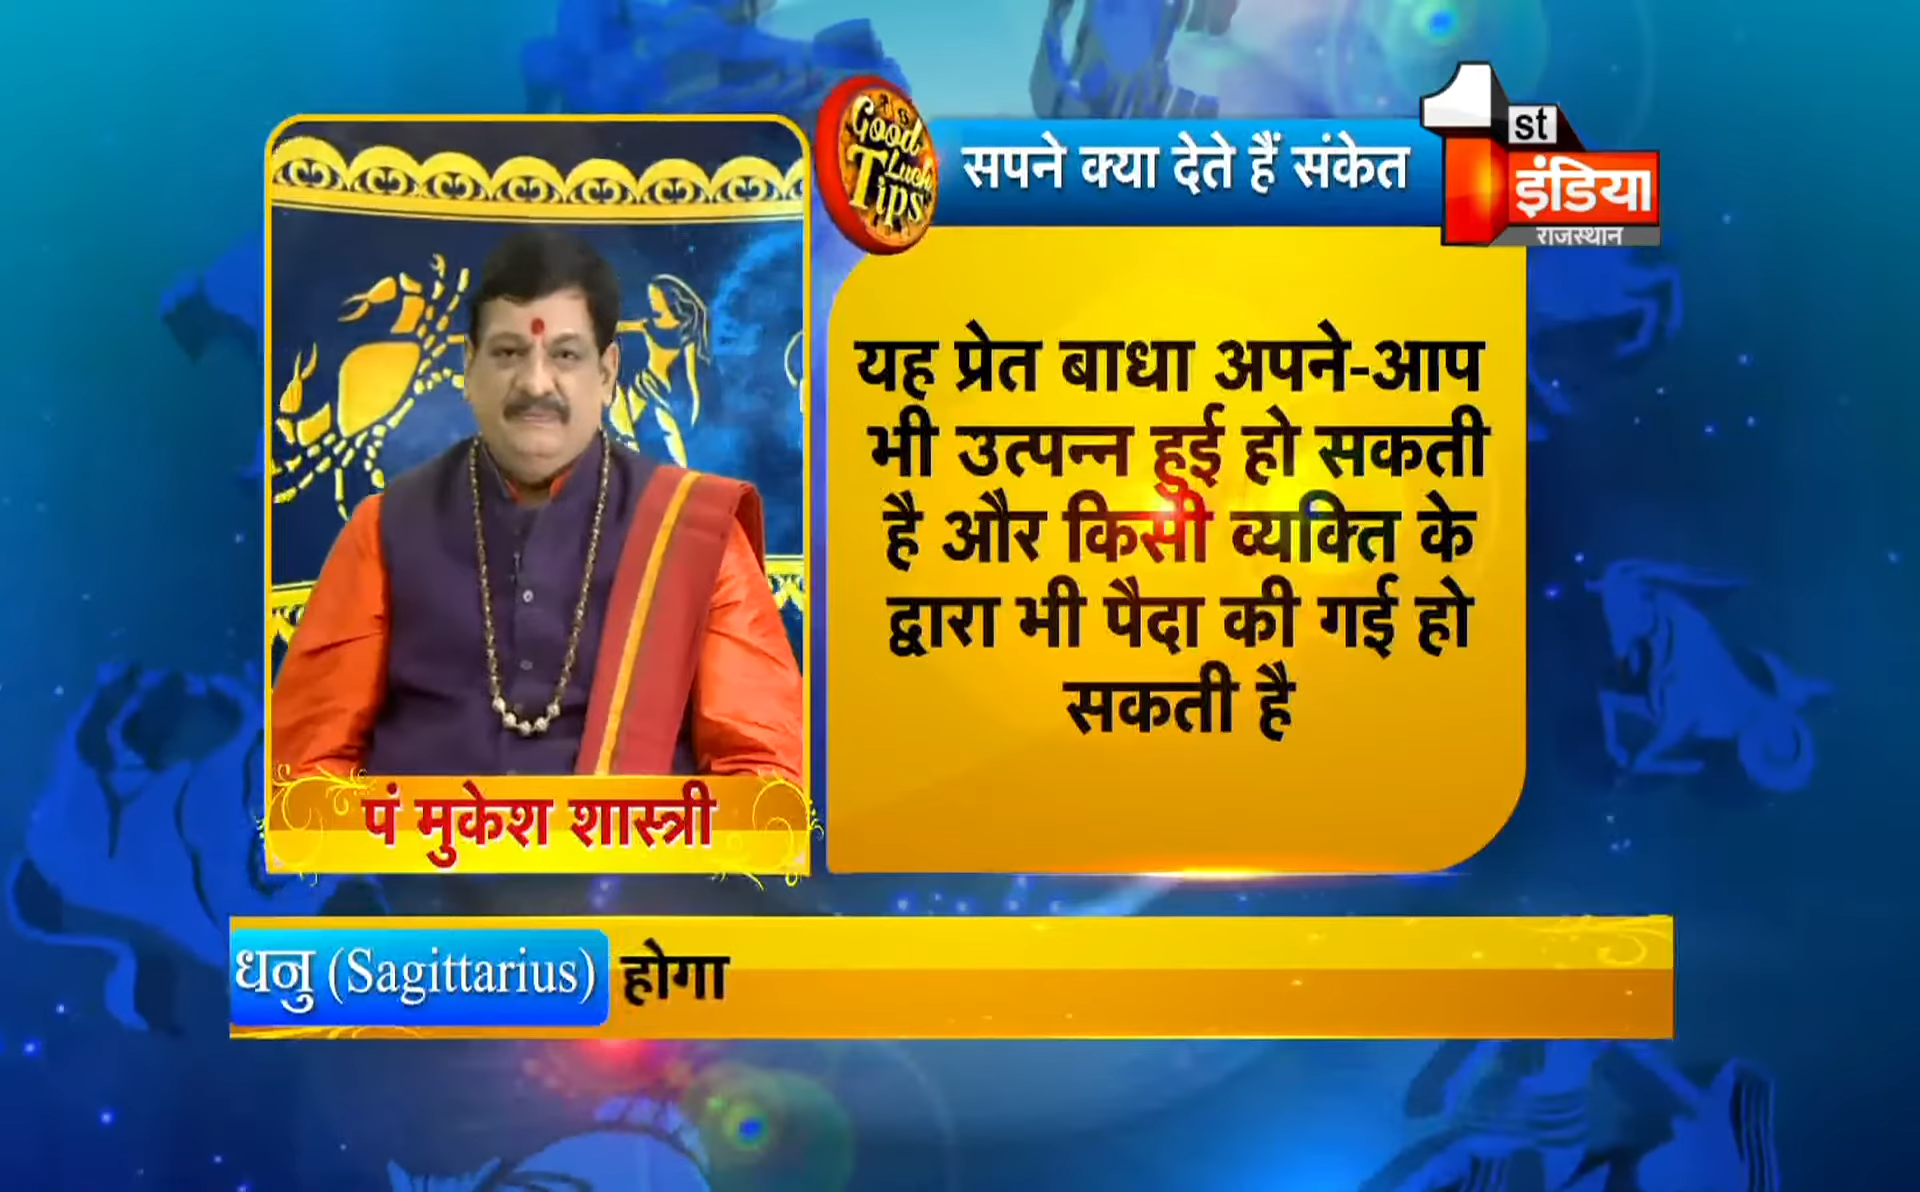 Good
Luck
Tips
सपने क्या देते हैं संकेत
1st
इंडिया
राजस्थान
यह प्रेत बाधा अपने-आप
भी उत्पन्न हुई हो सकती
है और किसी व्यक्ति के
द्वारा भी पैदा की गई हो
सकती है
पं मुकेश शास्त्री
धनु (Sagittarius) होगा